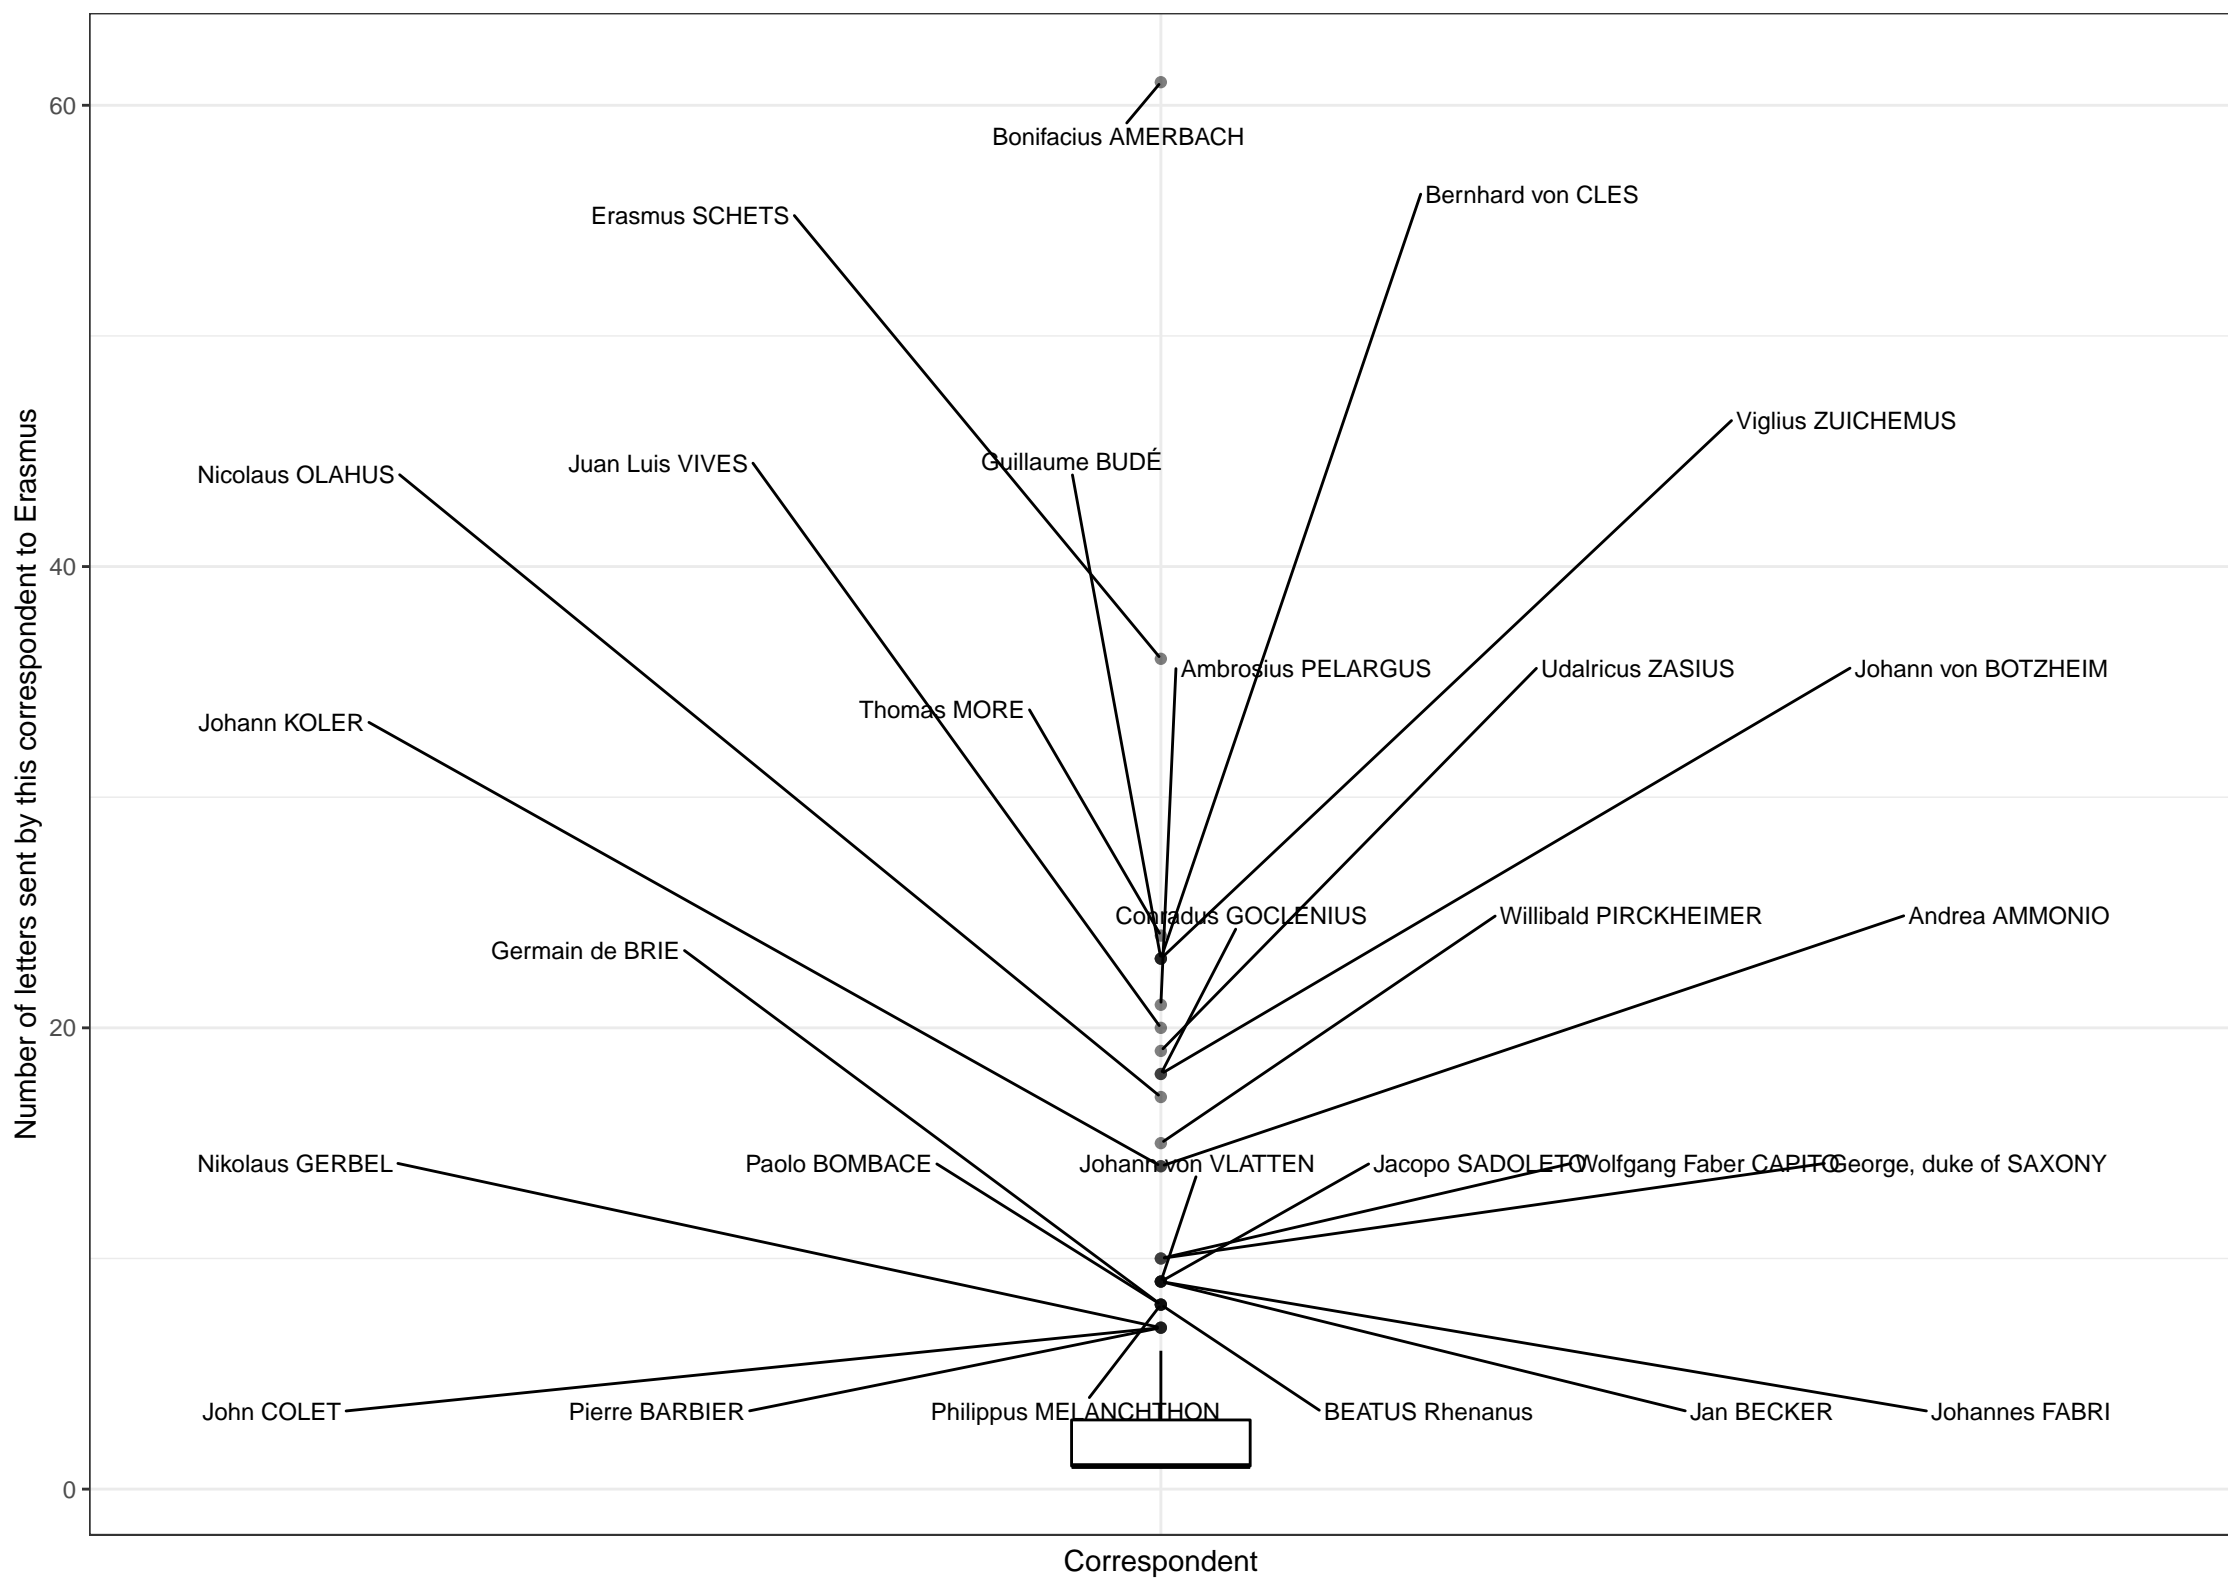 60
Bonifacius AMERBACH
Bernhard von CLES
Erasmus SCHETS
Viglius ZUICHEMUS
Guillaume BUDÉ
Juan Luis VIVES
Nicolaus OLAHUS
40
Ambrosius PELARGUS
Udalricus ZASIUS
Johann von BOTZHEIM
Thomas MORE
Johann KOLER
Conradus GOCLENIUS
Willibald PIRCKHEIMER
Andrea AMMONIO
Germain de BRIE
20
Nikolaus GERBEL
Paolo BOMBACE
Johann von VLATTEN
Jacopo SADOLETO
Wolfgang Faber CAPITO
George, duke of SAXONY
John COLET
Pierre BARBIER
Philippus MELANCHTHON
BEATUS Rhenanus
Jan BECKER
Johannes FABRI
0
Number of letters sent by this correspondent to Erasmus
Correspondent